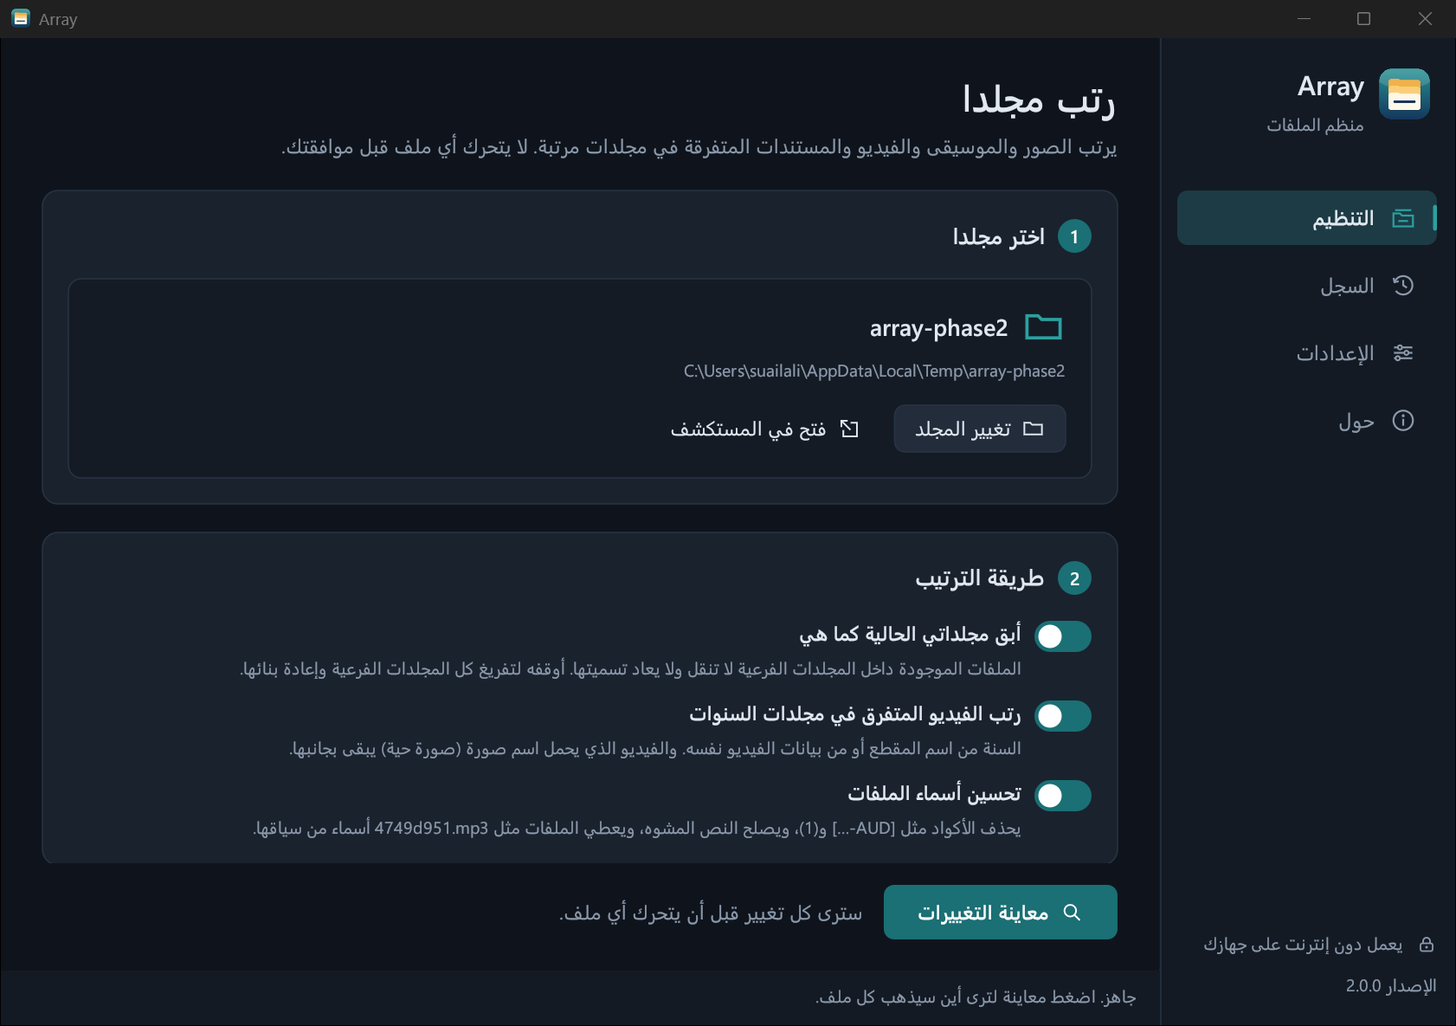 Array
Array
منظم الملفات
التنظيم
السجل
الإعدادات
حول
يعمل دون إنترنت على جهازك
الإصدار 2.0.0
رتب مجلدا
يرتب الصور والموسيقى والفيديو والمستندات المتفرقة في مجلدات مرتبة. لا يتحرك أي ملف قبل موافقتك.
1 اختر مجلدا
array-phase2
C:\Users\suailali\AppData\Local\Temp\array-phase2
تغيير المجلد
فتح في المستكشف
2 طريقة الترتيب
أبق مجلداتي الحالية كما هي
الملفات الموجودة داخل المجلدات الفرعية لا تنقل ولا يعاد تسميتها. أوقفه لتفريغ كل المجلدات الفرعية وإعادة بنائها.
رتب الفيديو المتفرق في مجلدات السنوات
السنة من اسم المقطع أو من بيانات الفيديو نفسه. والفيديو الذي يحمل اسم صورة (صورة حية) يبقى بجانبها.
تحسين أسماء الملفات
يحذف الأكواد مثل [AUD-...] و(1)، ويصلح النص المشوه، ويعطي الملفات مثل 4749d951.mp3 أسماء من سياقها.
معاينة التغييرات
سترى كل تغيير قبل أن يتحرك أي ملف.
جاهز. اضغط معاينة لترى أين سيذهب كل ملف.